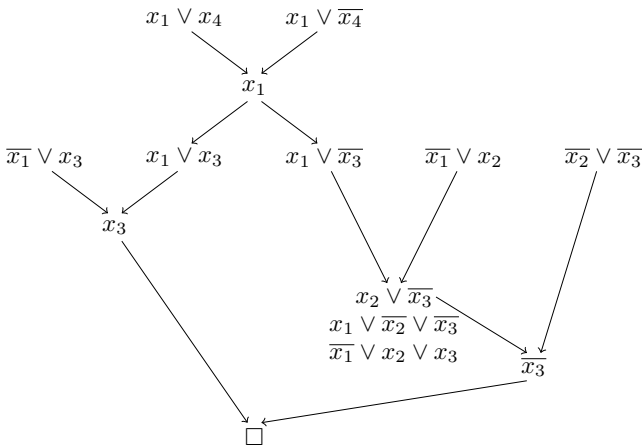 x₁ ∨ x₄ x₁ ∨ x̅₄
x₁
x̅₁ ∨ x₃ x₁ ∨ x₃ x₁ ∨ x̅₃ x̅₁ ∨ x₂ x̅₂ ∨ x̅₃
x₃
x₂ ∨ x̅₃
x₁ ∨ x̅₂ ∨ x̅₃
x̅₁ ∨ x₂ ∨ x₃
x̅₃
□